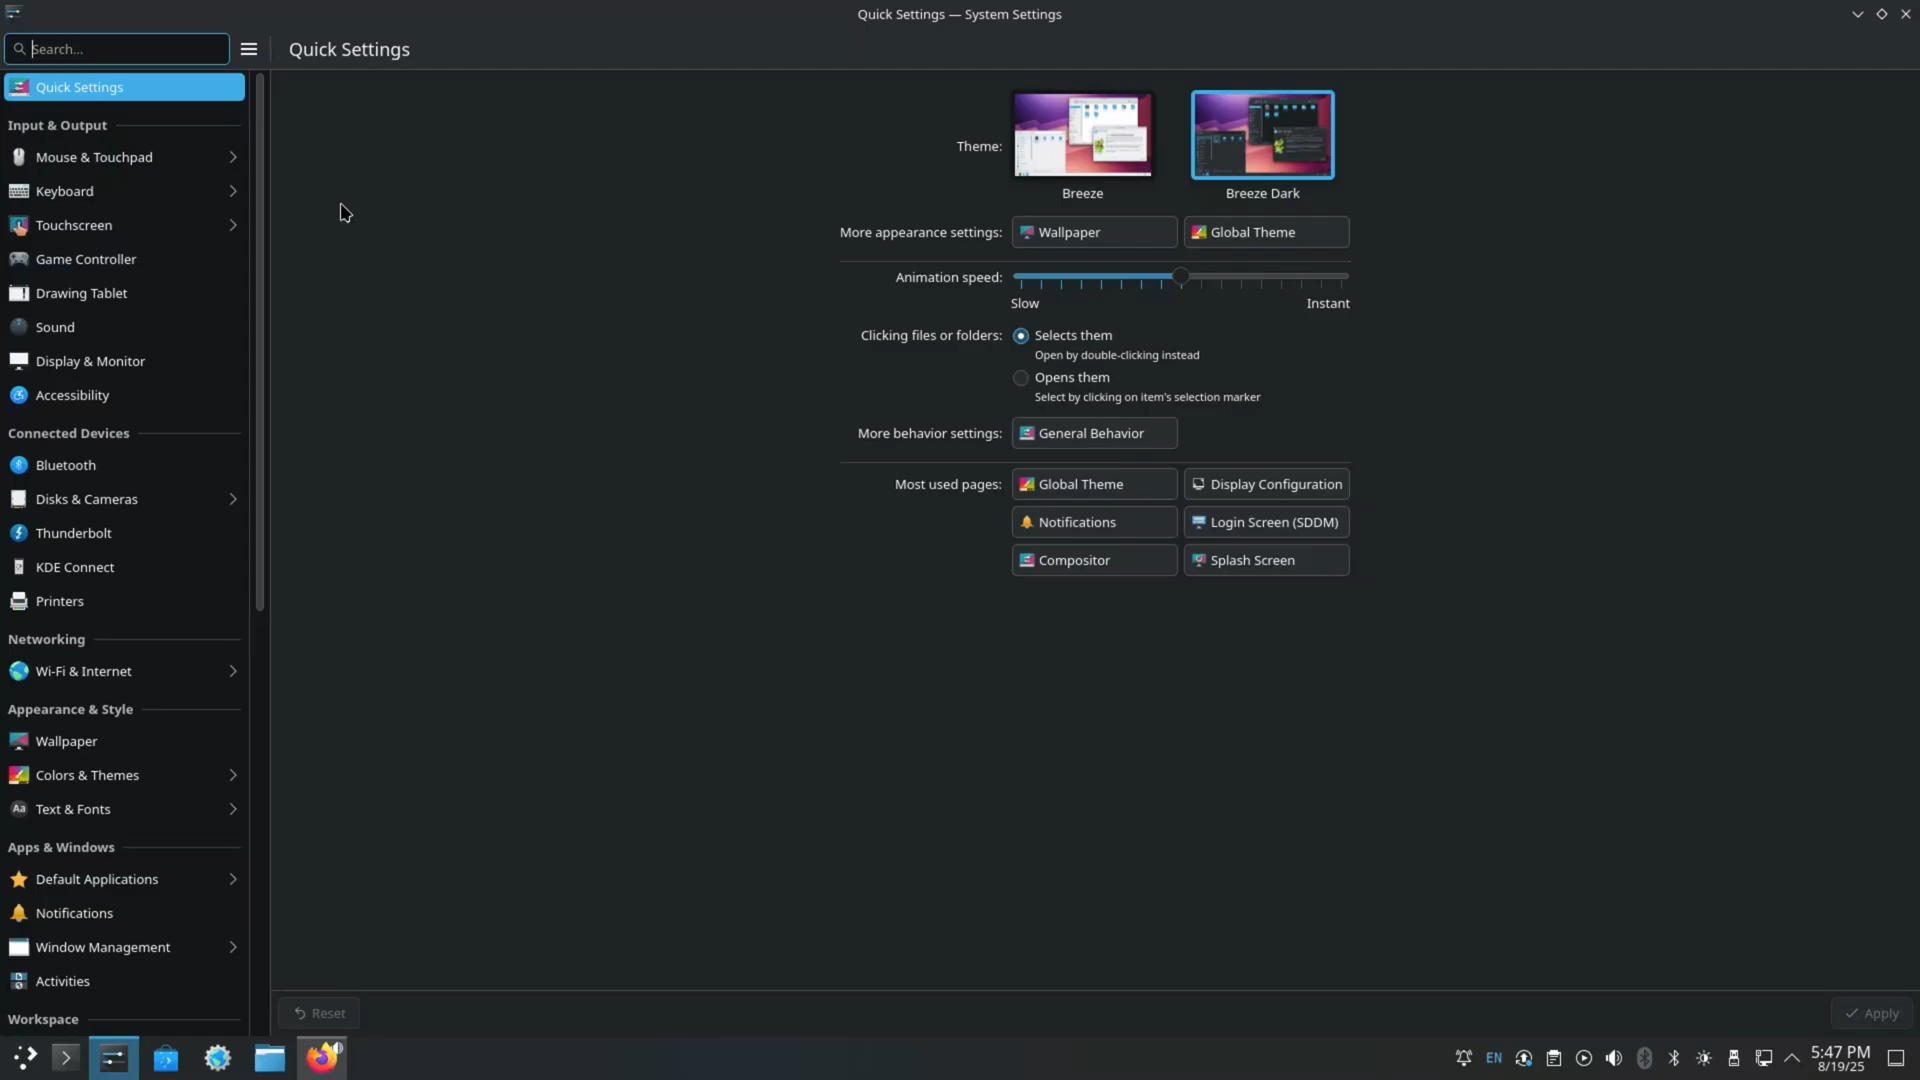 Quick Settings — System Settings
Search...
Quick Settings
Quick Settings
Input & Output
Mouse & Touchpad
Keyboard
Touchscreen
Game Controller
Drawing Tablet
Sound
Display & Monitor
Accessibility
Connected Devices
Bluetooth
Disks & Cameras
Thunderbolt
KDE Connect
Printers
Networking
Wi-Fi & Internet
Appearance & Style
Wallpaper
Colors & Themes
Aa Text & Fonts
Apps & Windows
Default Applications
Notifications
Window Management
Activities
Workspace
Theme:
Breeze Breeze Dark
More appearance settings: Wallpaper Global Theme
Animation speed:
Slow Instant
Clicking files or folders: Selects them
Open by double-clicking instead
Opens them
Select by clicking on item's selection marker
More behavior settings: General Behavior
Most used pages: Global Theme Display Configuration
Notifications Login Screen (SDDM)
Compositor Splash Screen
Reset Apply
EN 5:47 PM
8/19/25